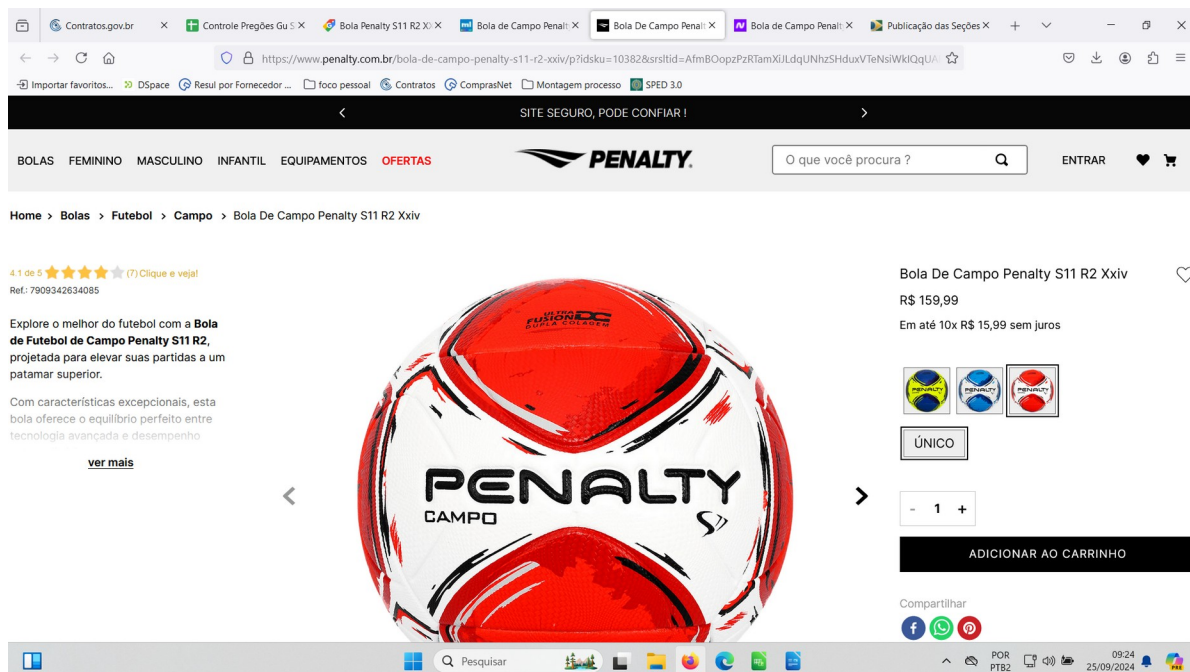 Contratos.gov.br
Controle Pregões Gu S
Bola Penalty S11 R2 XX
Bola de Campo Penalt
Bola De Campo Penalt
Bola de Campo Penalt
Publicação das Seções
https://www.penalty.com.br/bola-de-campo-penalty-s11-r2-xxiv/p?idsku=10382&srsltid=AfmBOopzPzRTamXiJLdqUNhzSHduxVTeNsiWkIQqUA
Importar favoritos... DSpace Resul por Fornecedor ... foco pessoal Contratos ComprasNet Montagem processo SPED 3.0
SITE SEGURO, PODE CONFIAR !
BOLAS FEMININO MASCULINO INFANTIL EQUIPAMENTOS OFERTAS
PENALTY.
O que você procura ?
ENTRAR
Home > Bolas > Futebol > Campo > Bola De Campo Penalty S11 R2 Xxiv
4.1 de 5 (7) Clique e veja!
Ref.: 7909342634085
Explore o melhor do futebol com a Bola
de Futebol de Campo Penalty S11 R2,
projetada para elevar suas partidas a um
patamar superior.
Com características excepcionais, esta
bola oferece o equilíbrio perfeito entre
tecnologia avançada e desempenho
ver mais
ULTRA
FUSION DC
DUPLA COLAGEM
PENALTY
CAMPO
S11
Bola De Campo Penalty S11 R2 Xxiv
R$ 159,99
Em até 10x R$ 15,99 sem juros
PENALTY
PENALTY
PENALTY
ÚNICO
- 1 +
ADICIONAR AO CARRINHO
Compartilhar
Pesquisar
POR
PTB2
09:24
25/09/2024
PRE